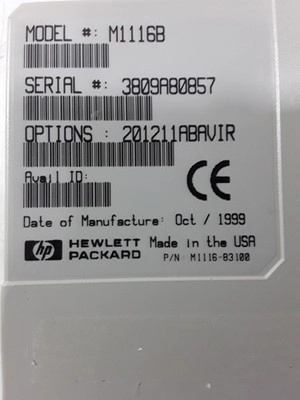 MODEL #: M1116B
SERIAL #: 3809A80857
OPTIONS : 201211ABAVIR
Avail ID:
CE
Date of Manufacture: Oct / 1999
hp HEWLETT PACKARD Made in the USA
P/N: M1116-83100